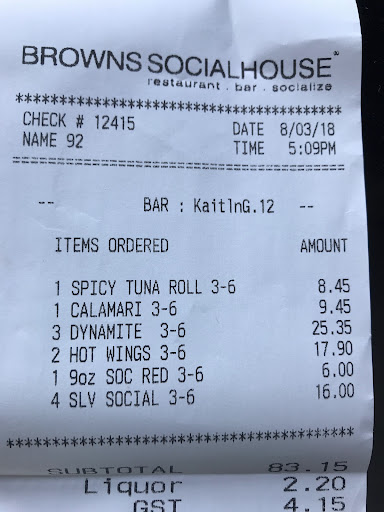 BROWNS SOCIALHOUSE
restaurant . bar . socialize
****************************************
CHECK # 12415 DATE 8/03/18
NAME 92 TIME 5:09PM
========================================
-- BAR : KaitlnG.12 --
ITEMS ORDERED AMOUNT
1 SPICY TUNA ROLL 3-6 8.45
1 CALAMARI 3-6 9.45
3 DYNAMITE 3-6 25.35
2 HOT WINGS 3-6 17.90
1 9oz SOC RED 3-6 6.00
4 SLV SOCIAL 3-6 16.00
****************************************
SUBTOTAL 83.15
Liquor 2.20
GST 4.15